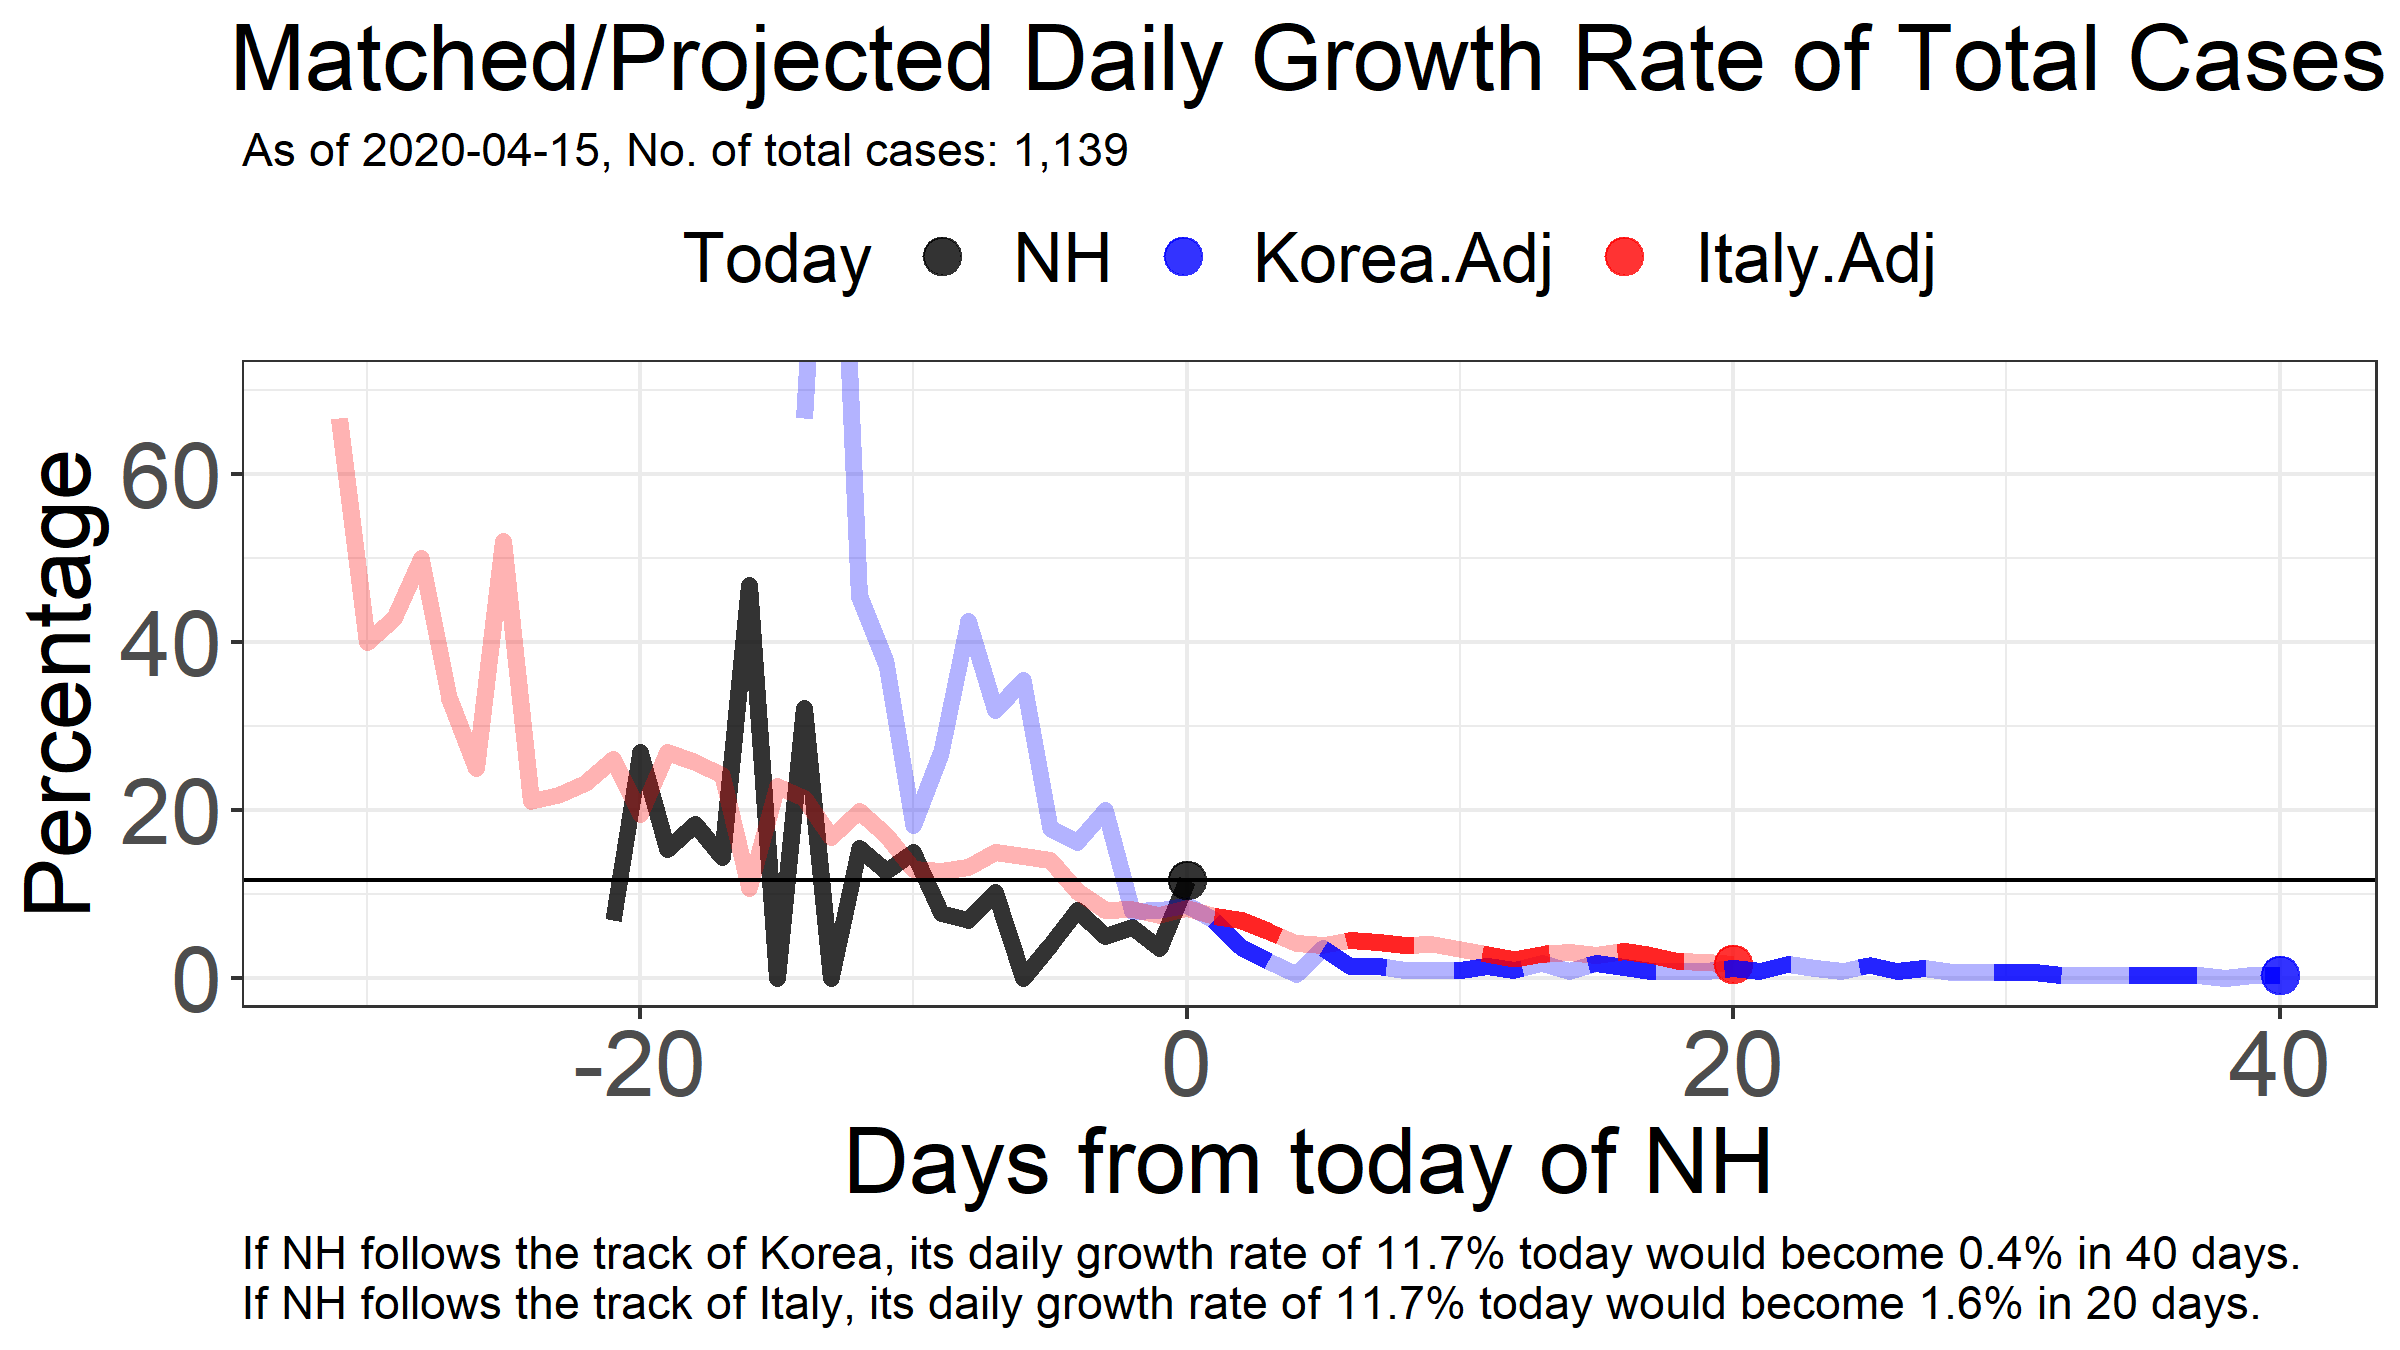 Matched/Projected Daily Growth Rate of Total Cases
As of 2020-04-15, No. of total cases: 1,139
Today NH Korea.Adj Italy.Adj
Percentage
60
40
20
0
-20 0 20 40
Days from today of NH
If NH follows the track of Korea, its daily growth rate of 11.7% today would become 0.4% in 40 days.
If NH follows the track of Italy, its daily growth rate of 11.7% today would become 1.6% in 20 days.